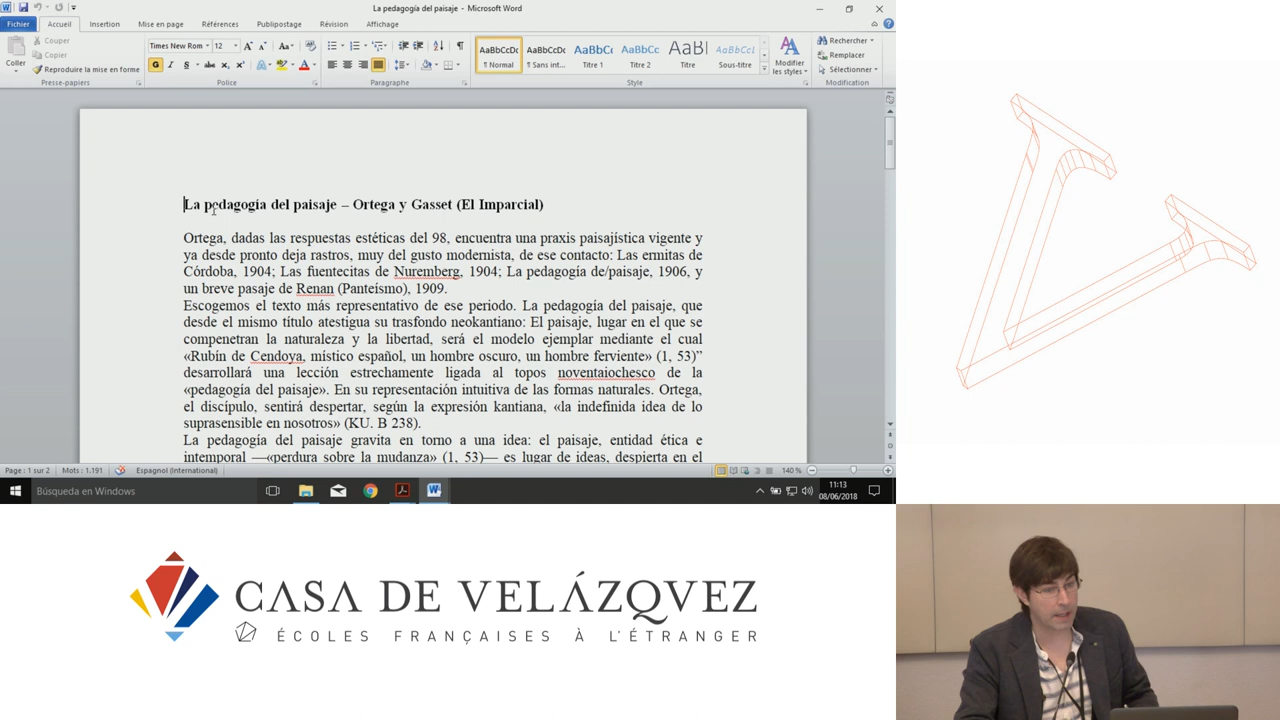 La pedagogía del paisaje - Microsoft Word
Fichier Accueil Insertion Mise en page Références Publipostage Révision Affichage
Couper
Copier
Reproduire la mise en forme
Coller
Presse-papiers
Times New Rom 12
Police
Paragraphe
AaBbCcDc AaBbCcDc AaBbC AaBbCc AaBl AaBbCcl
¶ Normal ¶ Sans int... Titre 1 Titre 2 Titre Sous-titre
Style
Modifier
les styles
Rechercher
Remplacer
Sélectionner
Modification
La pedagogía del paisaje – Ortega y Gasset (El Imparcial)
Ortega, dadas las respuestas estéticas del 98, encuentra una praxis paisajística vigente y
ya desde pronto deja rastros, muy del gusto modernista, de ese contacto: Las ermitas de
Córdoba, 1904; Las fuentecitas de Nuremberg, 1904; La pedagogía de/paisaje, 1906, y
un breve pasaje de Renan (Panteísmo), 1909.
Escogemos el texto más representativo de ese periodo. La pedagogía del paisaje, que
desde el mismo título atestigua su trasfondo neokantiano: El paisaje, lugar en el que se
compenetran la naturaleza y la libertad, será el modelo ejemplar mediante el cual
«Rubín de Cendoya, místico español, un hombre oscuro, un hombre ferviente» (1, 53)”
desarrollará una lección estrechamente ligada al topos noventaiochesco de la
«pedagogía del paisaje». En su representación intuitiva de las formas naturales. Ortega,
el discípulo, sentirá despertar, según la expresión kantiana, «la indefinida idea de lo
suprasensible en nosotros» (KU. B 238).
La pedagogía del paisaje gravita en torno a una idea: el paisaje, entidad ética e
intemporal —«perdura sobre la mudanza» (1, 53)— es lugar de ideas, despierta en el
Page : 1 sur 2 Mots : 1.191 Espagnol (International) 140 %
Búsqueda en Windows
11:13
08/06/2018
CASA DE VELÁZQVEZ
ÉCOLES FRANÇAISES À L'ÉTRANGER